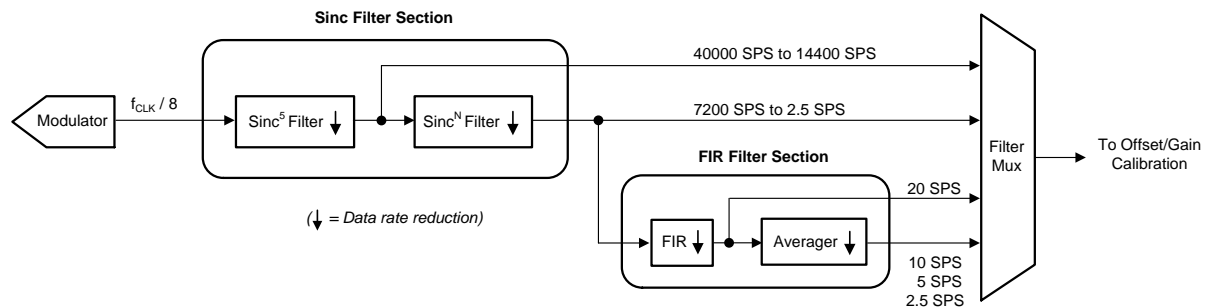 Sinc Filter Section
40000 SPS to 14400 SPS
Modulator
fCLK / 8
Sinc5 Filter
SincN Filter
7200 SPS to 2.5 SPS
Filter
Mux
To Offset/Gain
Calibration
FIR Filter Section
20 SPS
(↓ = Data rate reduction)
FIR
Averager
10 SPS
5 SPS
2.5 SPS